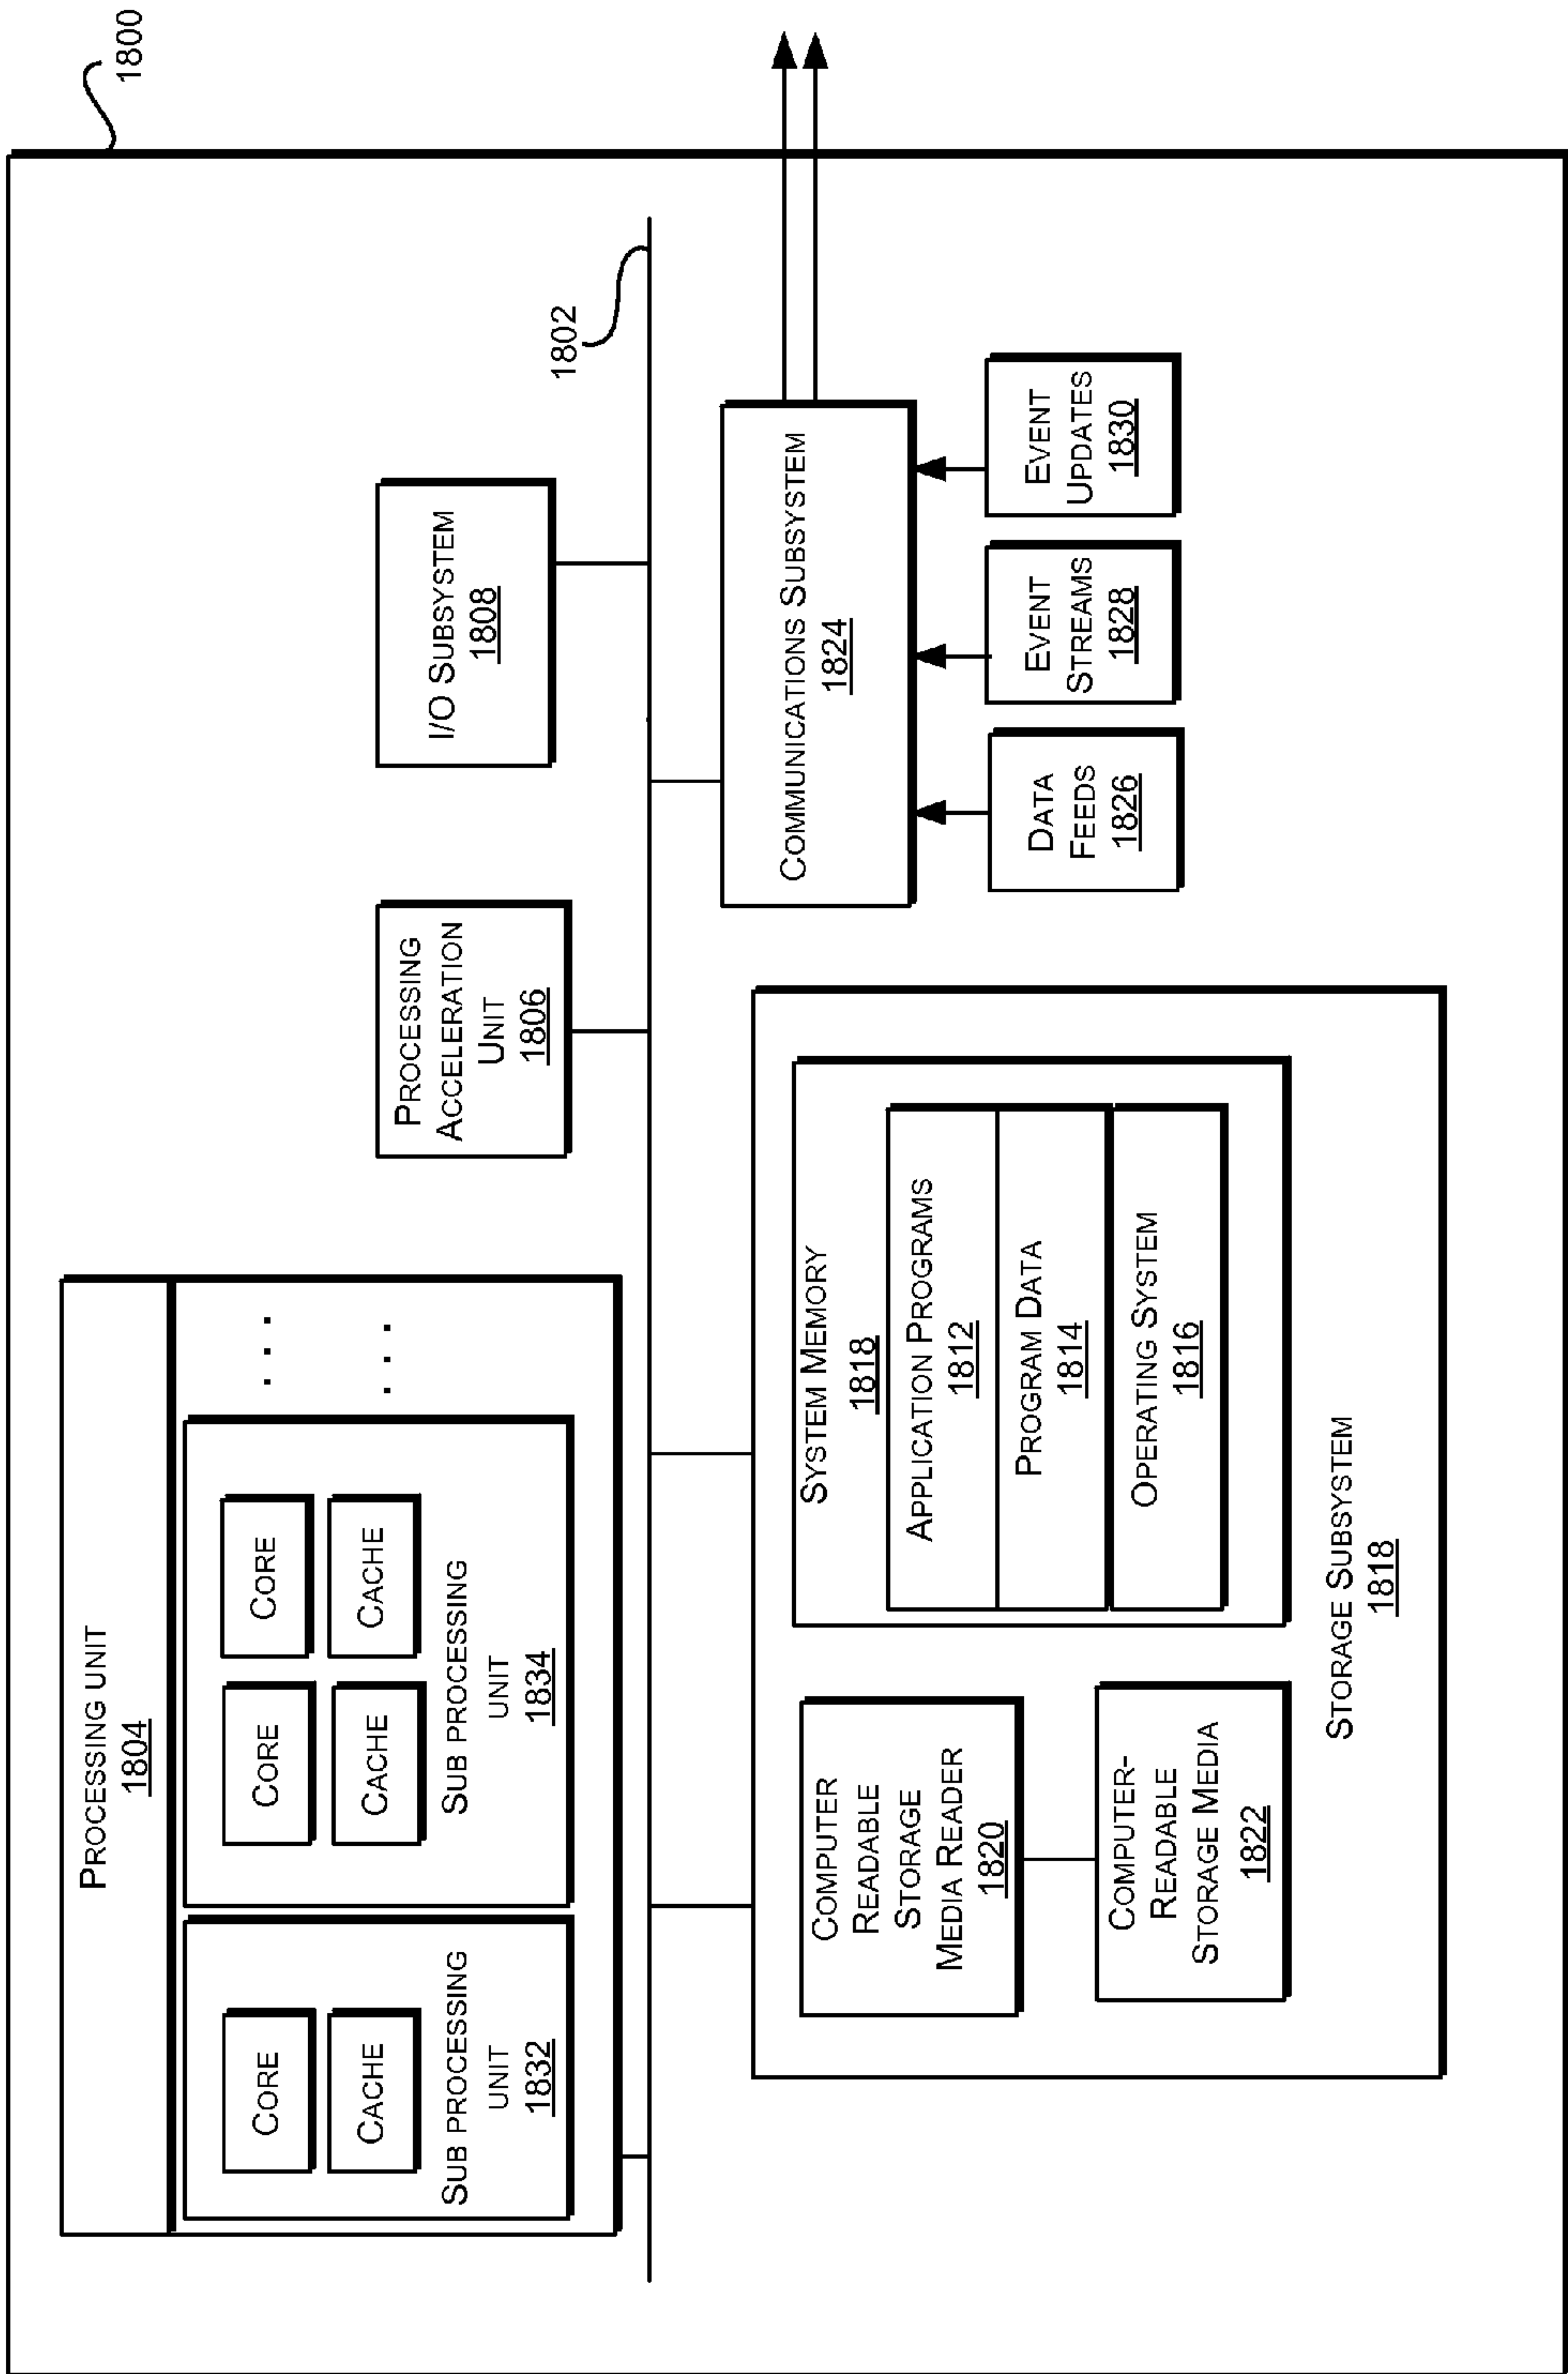 1800
PROCESSING UNIT
1804
CORE
CACHE
SUB PROCESSING
UNIT
1832
CORE
CORE
CACHE
CACHE
SUB PROCESSING
UNIT
1834
. . .
. . .
PROCESSING
ACCELERATION
UNIT
1806
I/O SUBSYSTEM
1808
1802
COMPUTER
READABLE
STORAGE
MEDIA READER
1820
COMPUTER-
READABLE
STORAGE MEDIA
1822
SYSTEM MEMORY
1818
APPLICATION PROGRAMS
1812
PROGRAM DATA
1814
OPERATING SYSTEM
1816
STORAGE SUBSYSTEM
1818
COMMUNICATIONS SUBSYSTEM
1824
DATA
FEEDS
1826
EVENT
STREAMS
1828
EVENT
UPDATES
1830